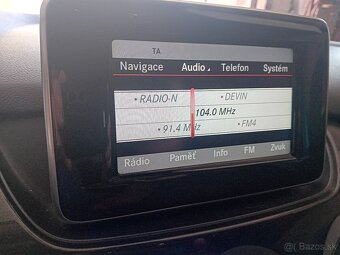 TA
Navigace Audio Telefon Systém
• RADIO-N • DEVIN
104.0 MHz
• 91.4 MHz • FM4
Rádio Paměť Info FM Zvuk
Bazos.sk